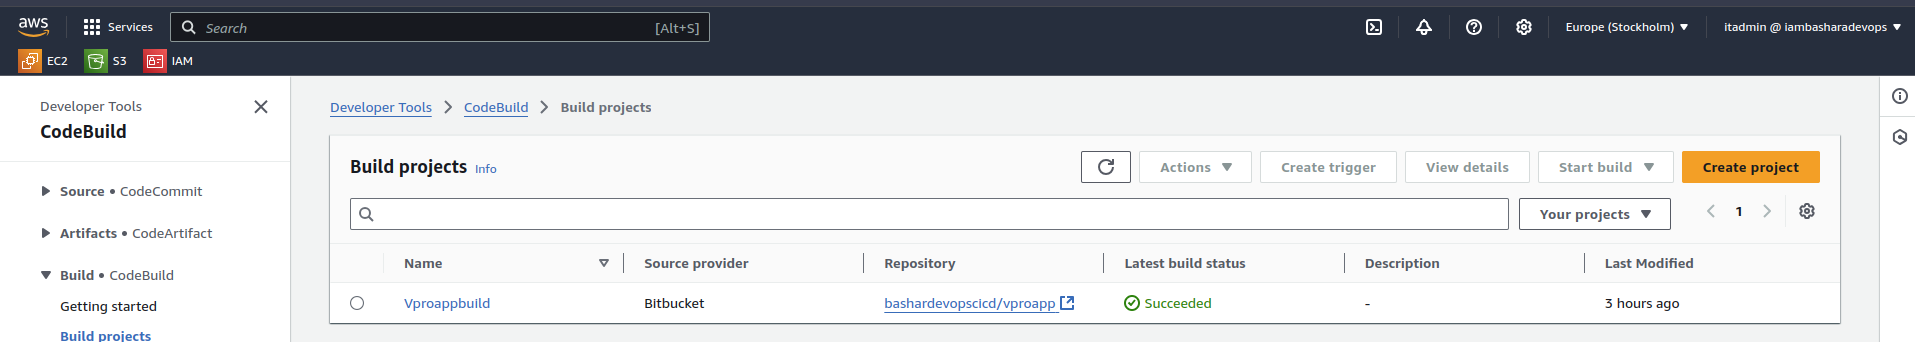 aws Services Search [Alt+S] Europe (Stockholm) itadmin @ iambasharadevops
EC2 S3 IAM
Developer Tools
CodeBuild
Source • CodeCommit
Artifacts • CodeArtifact
Build • CodeBuild
Getting started
Build projects
Developer Tools CodeBuild Build projects
Build projects Info Actions Create trigger View details Start build Create project
Your projects 1
Name Source provider Repository Latest build status Description Last Modified
Vproappbuild Bitbucket bashardevopscicd/vproapp Succeeded - 3 hours ago